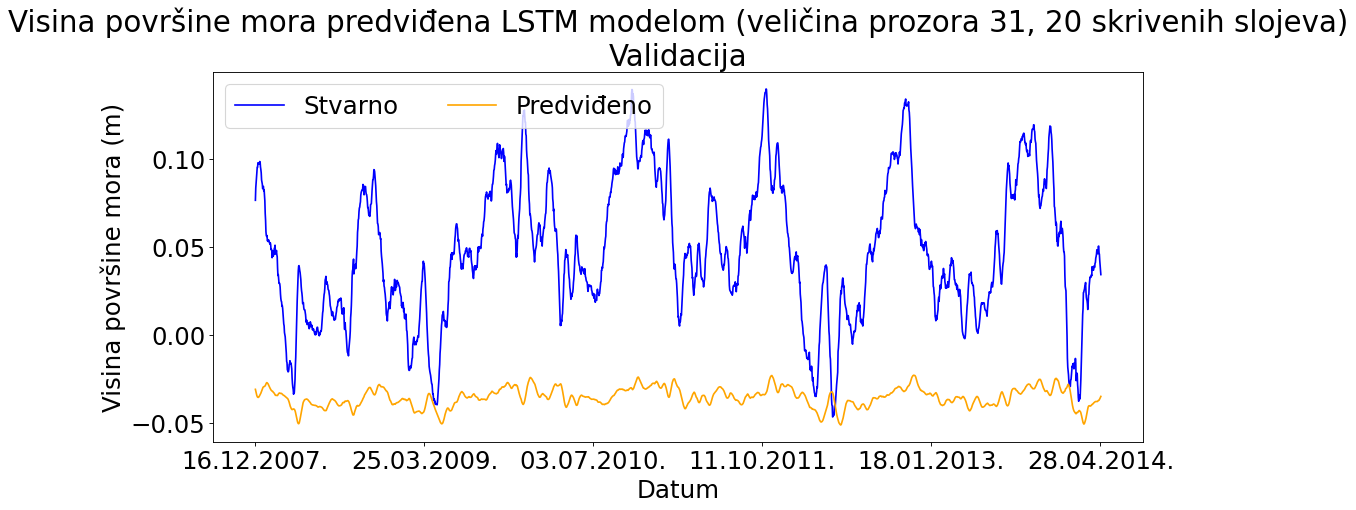 Visina površine mora predviđena LSTM modelom (veličina prozora 31, 20 skrivenih slojeva)
Validacija
Stvarno
Predviđeno
Visina površine mora (m)
0.10
0.05
0.00
−0.05
16.12.2007.
25.03.2009.
03.07.2010.
11.10.2011.
18.01.2013.
28.04.2014.
Datum